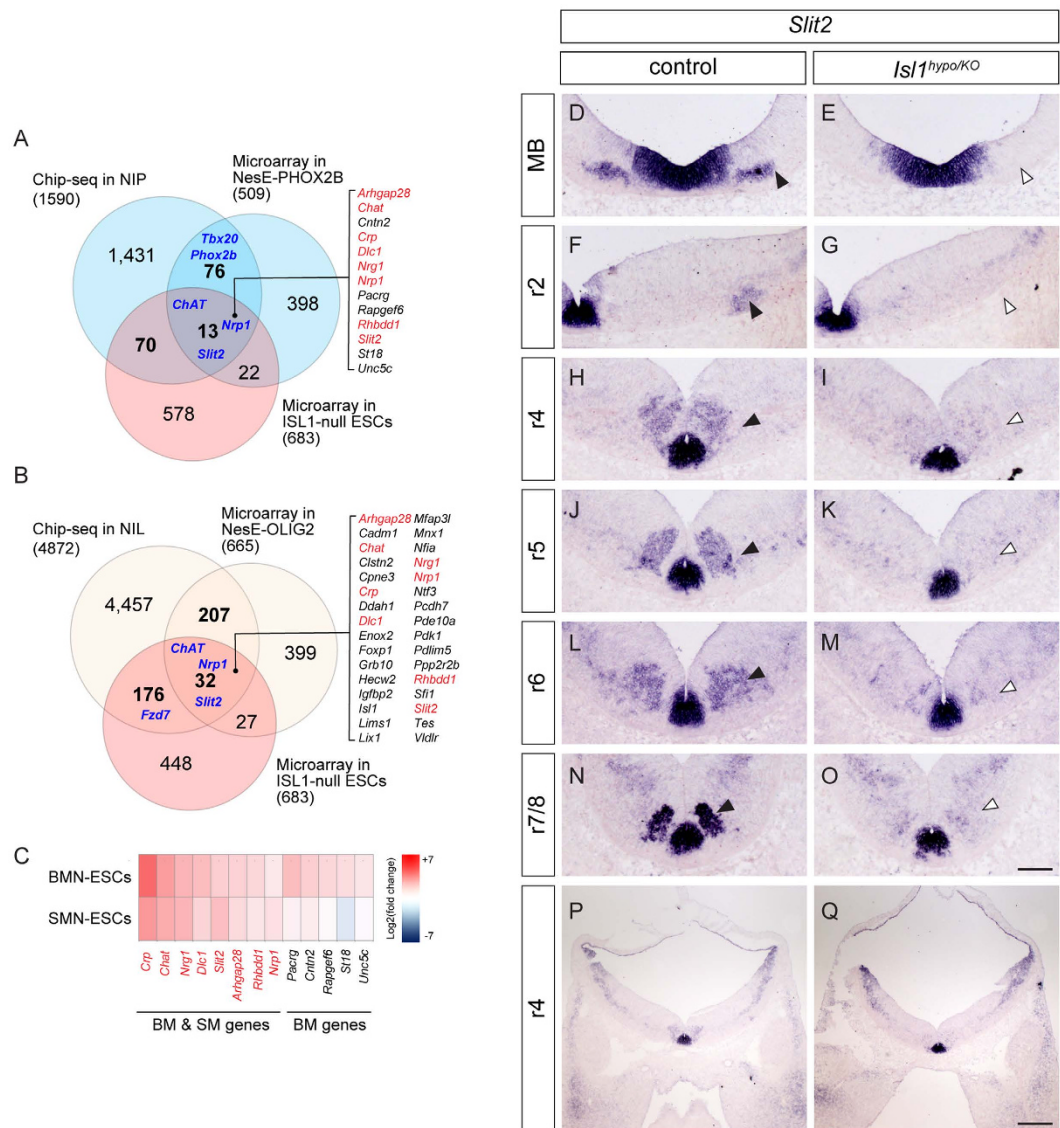 A
Chip-seq in NIP
(1590)
Microarray in
NesE-PHOX2B
(509)
1,431
Tbx20
Phox2b
76
398
ChAT
Nrp1
13
Slit2
70
22
578
Microarray in
ISL1-null ESCs
(683)
Arhgap28
Chat
Cntn2
Crp
Dlc1
Nrg1
Nrp1
Pacrg
Rapgef6
Rhbdd1
Slit2
St18
Unc5c
B
Chip-seq in NIL
(4872)
Microarray in
NesE-OLIG2
(665)
4,457
207
399
ChAT
Nrp1
32
Slit2
176
Fzd7
27
448
Microarray in
ISL1-null ESCs
(683)
Arhgap28 Mfap3l
Cadm1 Mnx1
Chat Nfia
Clstn2 Nrg1
Cpne3 Nrp1
Crp Ntf3
Ddah1 Pcdh7
Dlc1 Pde10a
Enox2 Pdk1
Foxp1 Pdlim5
Grb10 Ppp2r2b
Hecw2 Rhbdd1
Igfbp2 Sfi1
Isl1 Slit2
Lims1 Tes
Lix1 Vldlr
C
BMN-ESCs
SMN-ESCs
Log2(fold change)
+7
-7
Crp
Chat
Nrg1
Dlc1
Slit2
Arhgap28
Rhbdd1
Nrp1
Pacrg
Cntn2
Rapgef6
St18
Unc5c
BM & SM genes
BM genes
Slit2
control
Isl1hypo/KO
MB
D
E
r2
F
G
r4
H
I
r5
J
K
r6
L
M
r7/8
N
O
r4
P
Q